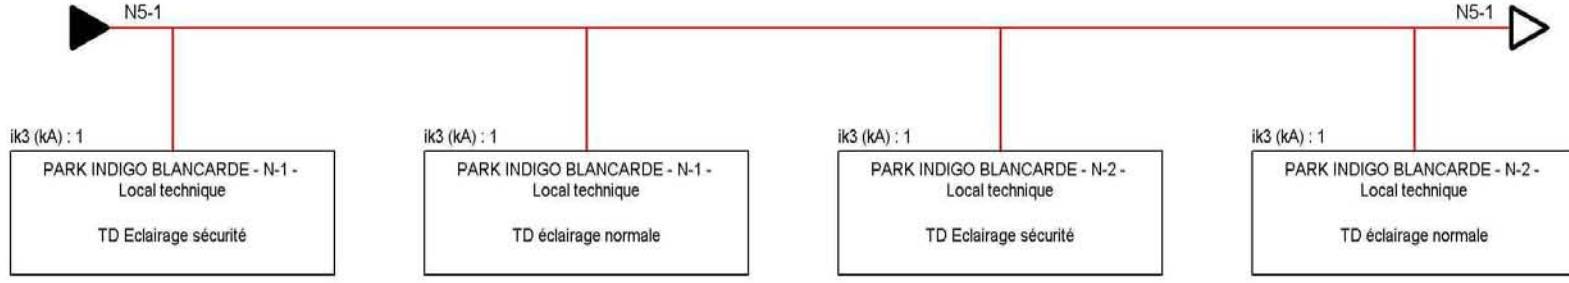 N5-1
N5-1
ik3 (kA) : 1
PARK INDIGO BLANCARDE - N-1 -
Local technique
TD Eclairage sécurité
ik3 (kA) : 1
PARK INDIGO BLANCARDE - N-1 -
Local technique
TD éclairage normale
ik3 (kA) : 1
PARK INDIGO BLANCARDE - N-2 -
Local technique
TD Eclairage sécurité
ik3 (kA) : 1
PARK INDIGO BLANCARDE - N-2 -
Local technique
TD éclairage normale